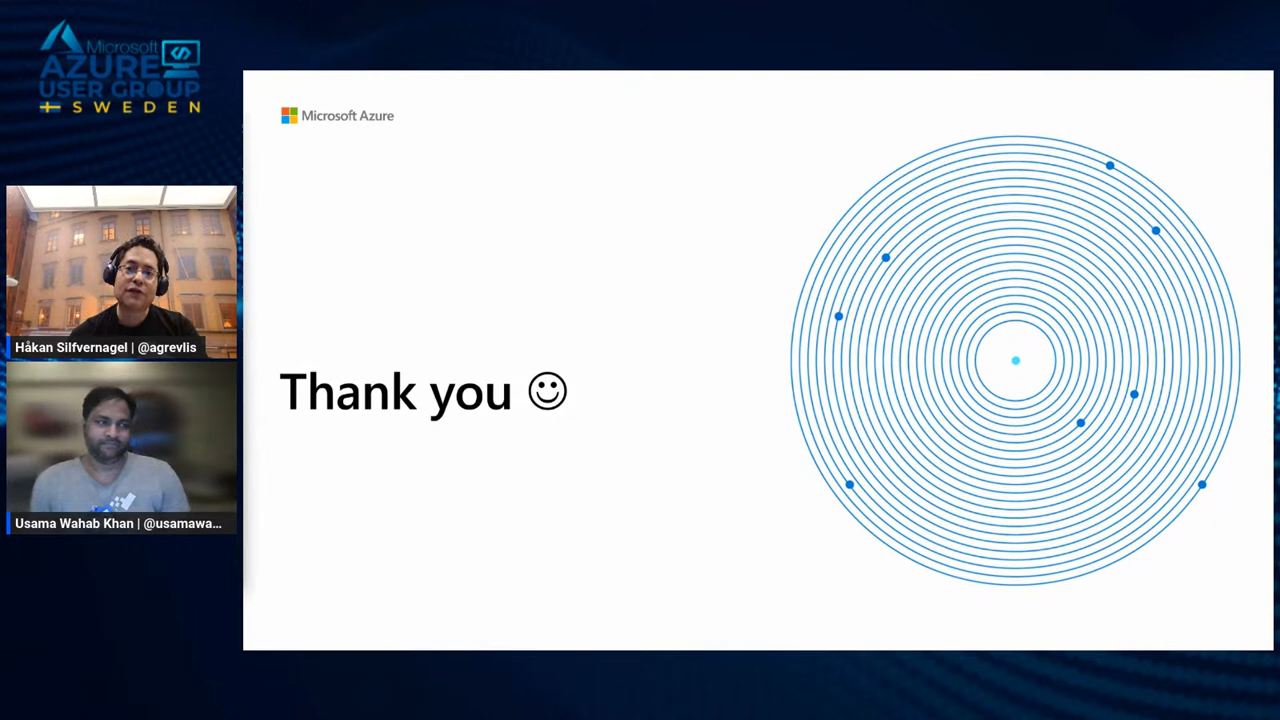 Microsoft
AZURE
USER GROUP
SWEDEN
Microsoft Azure
Håkan Silfvernagel | @agrevlis
Thank you ☺
Usama Wahab Khan | @usamawa...